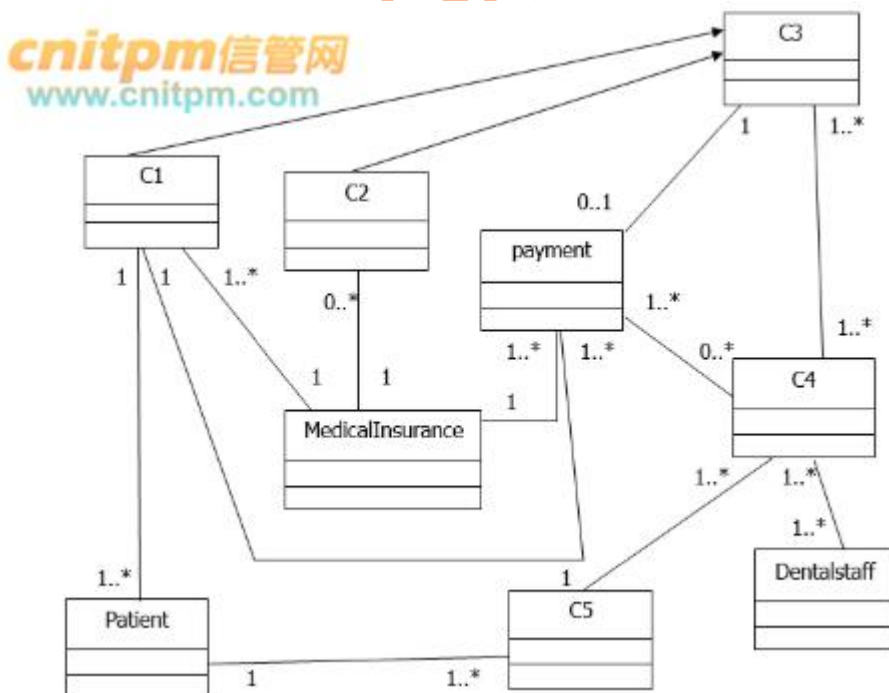 cnitpm信管网
www.cnitpm.com
C3
1
1..*
C1
C2
0..1
payment
1
1
1..*
0..*
1..*
1..*
1..*
1..*
0..*
C4
1
1
1
MedicalInsurance
1..*
1..*
1..*
1..*
Dentalstaff
1
Patient
C5
1
1..*